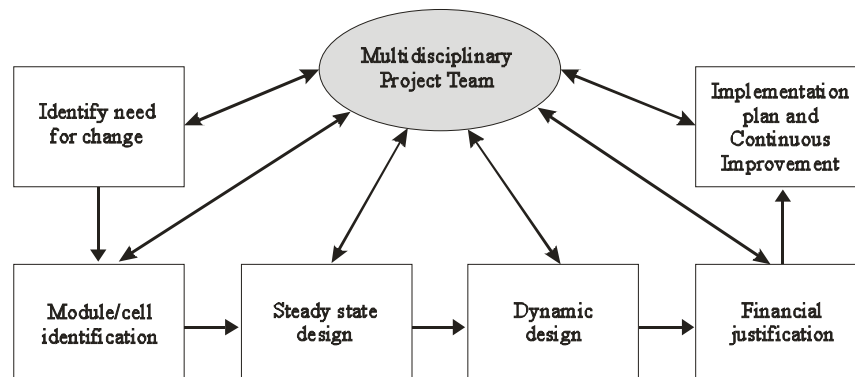 Multidisciplinary
Project Team
Identify need
for change
Implementation
plan and
Continuous
Improvement
Module/cell
identification
Steady state
design
Dynamic
design
Financial
justification